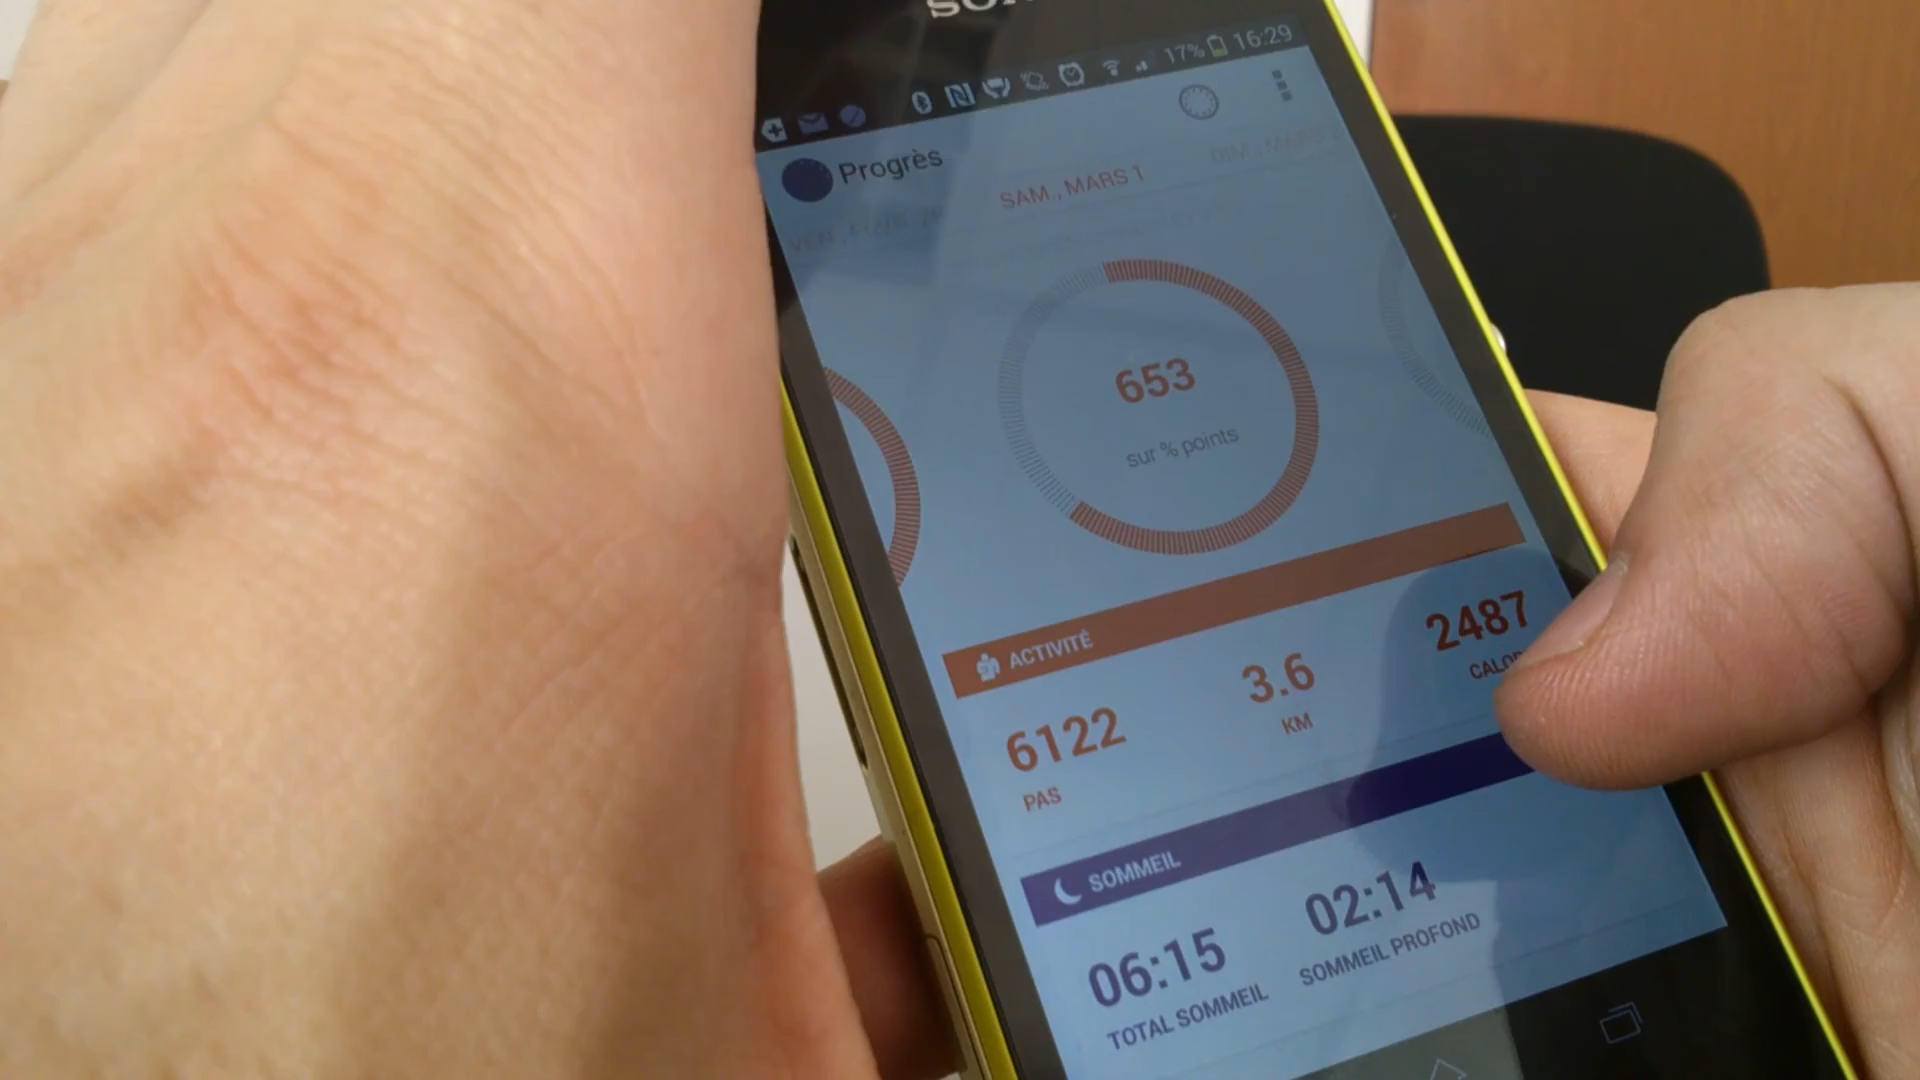 17% 16:29
Progrès
SAM., MARS 1
653
sur % points
ACTIVITÉ
6122
PAS
3.6
KM
2487
SOMMEIL
06:15
TOTAL SOMMEIL
02:14
SOMMEIL PROFOND